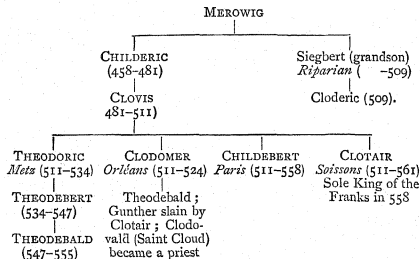 MEROWIG
CHILDERIC
(458-481)
Siegbert (grandson)
Riparian ( -509)
CLOVIS
481-511)
Cloderic (509).
THEODORIC
Metz (511-534)
CLODOMER
Orléans (511-524)
CHILDEBERT
Paris (511-558)
CLOTAIR
Soissons (511-561)
Sole King of the
Franks in 558
THEODEBERT
(534-547)
THEODEBALD
(547-555)
Theodebald ;
Gunther slain by
Clotair ; Clodo-
vald (Saint Cloud)
became a priest